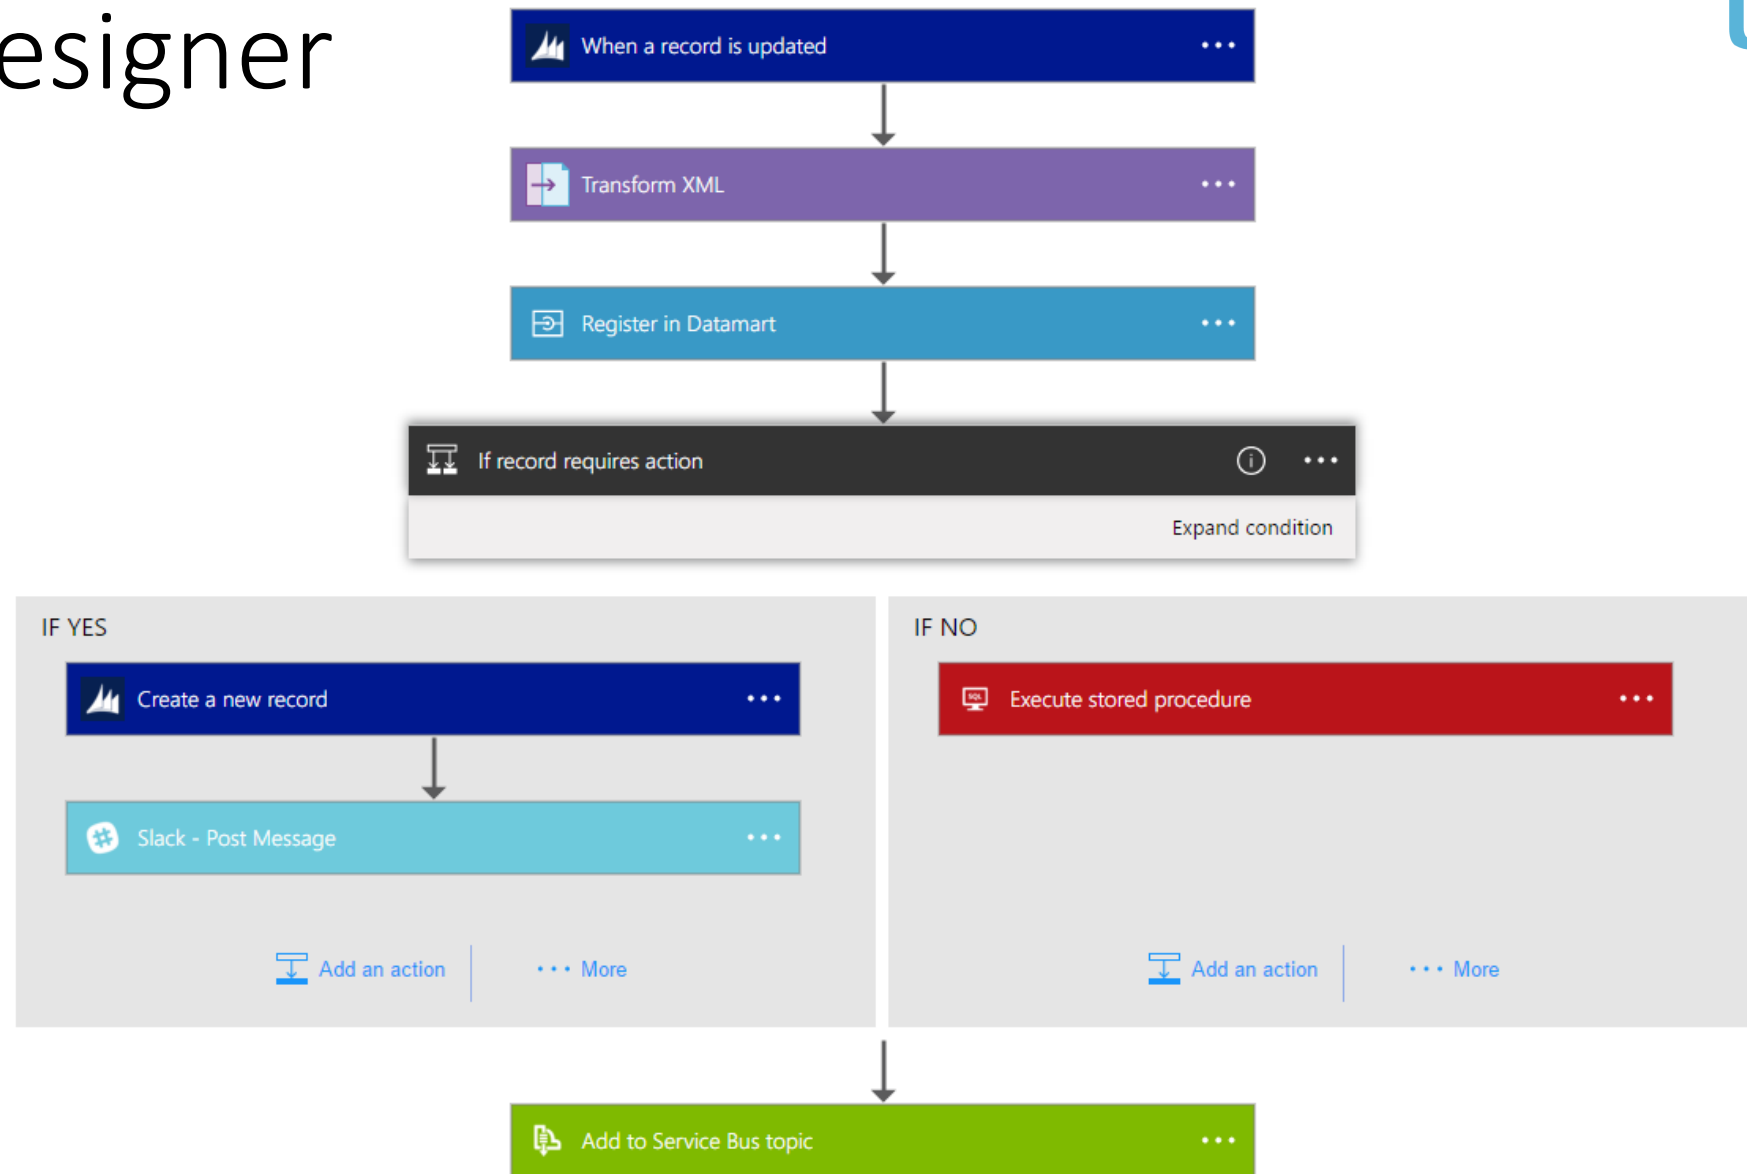 esigner
When a record is updated
Transform XML
Register in Datamart
If record requires action
Expand condition
IF YES
Create a new record
Slack - Post Message
Add an action
More
IF NO
SQL
Execute stored procedure
Add an action
More
Add to Service Bus topic